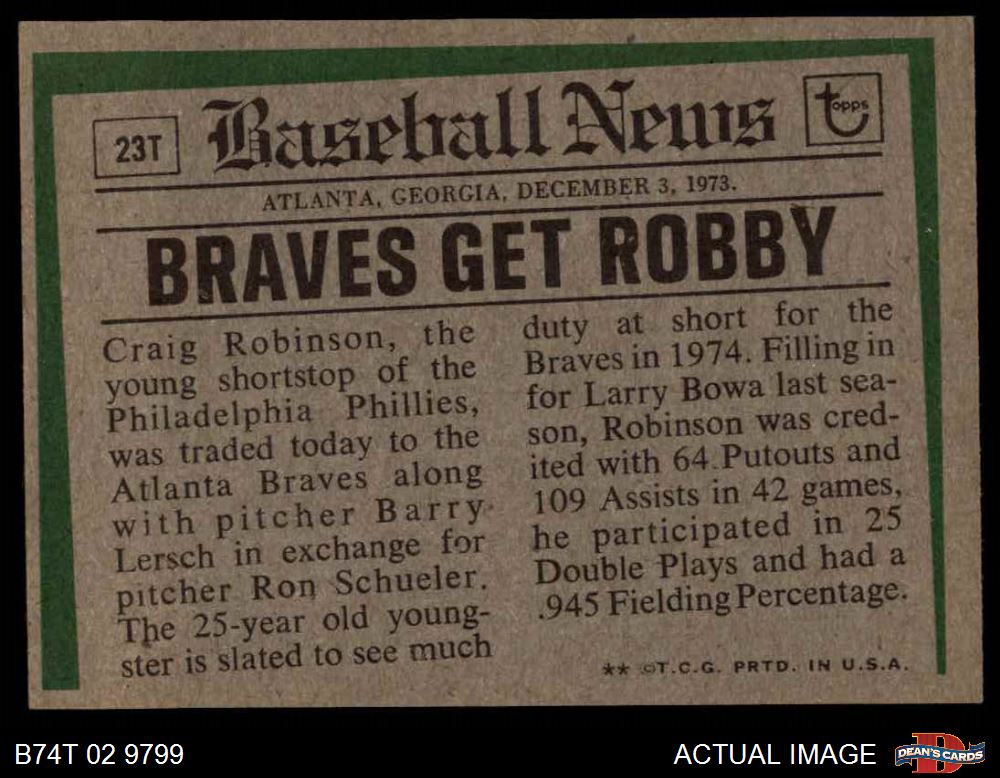 23T
Baseball News
topps
ATLANTA, GEORGIA, DECEMBER 3, 1973.
BRAVES GET ROBBY
Craig Robinson, the
young shortstop of the
Philadelphia Phillies,
was traded today to the
Atlanta Braves along
with pitcher Barry
Lersch in exchange for
pitcher Ron Schueler.
The 25-year old young-
ster is slated to see much
duty at short for the
Braves in 1974. Filling in
for Larry Bowa last sea-
son, Robinson was cred-
ited with 64 Putouts and
109 Assists in 42 games,
he participated in 25
Double Plays and had a
.945 Fielding Percentage.
** ©T.C.G. PRTD. IN U.S.A.
B74T 02 9799
ACTUAL IMAGE
D
DEAN'S CARDS